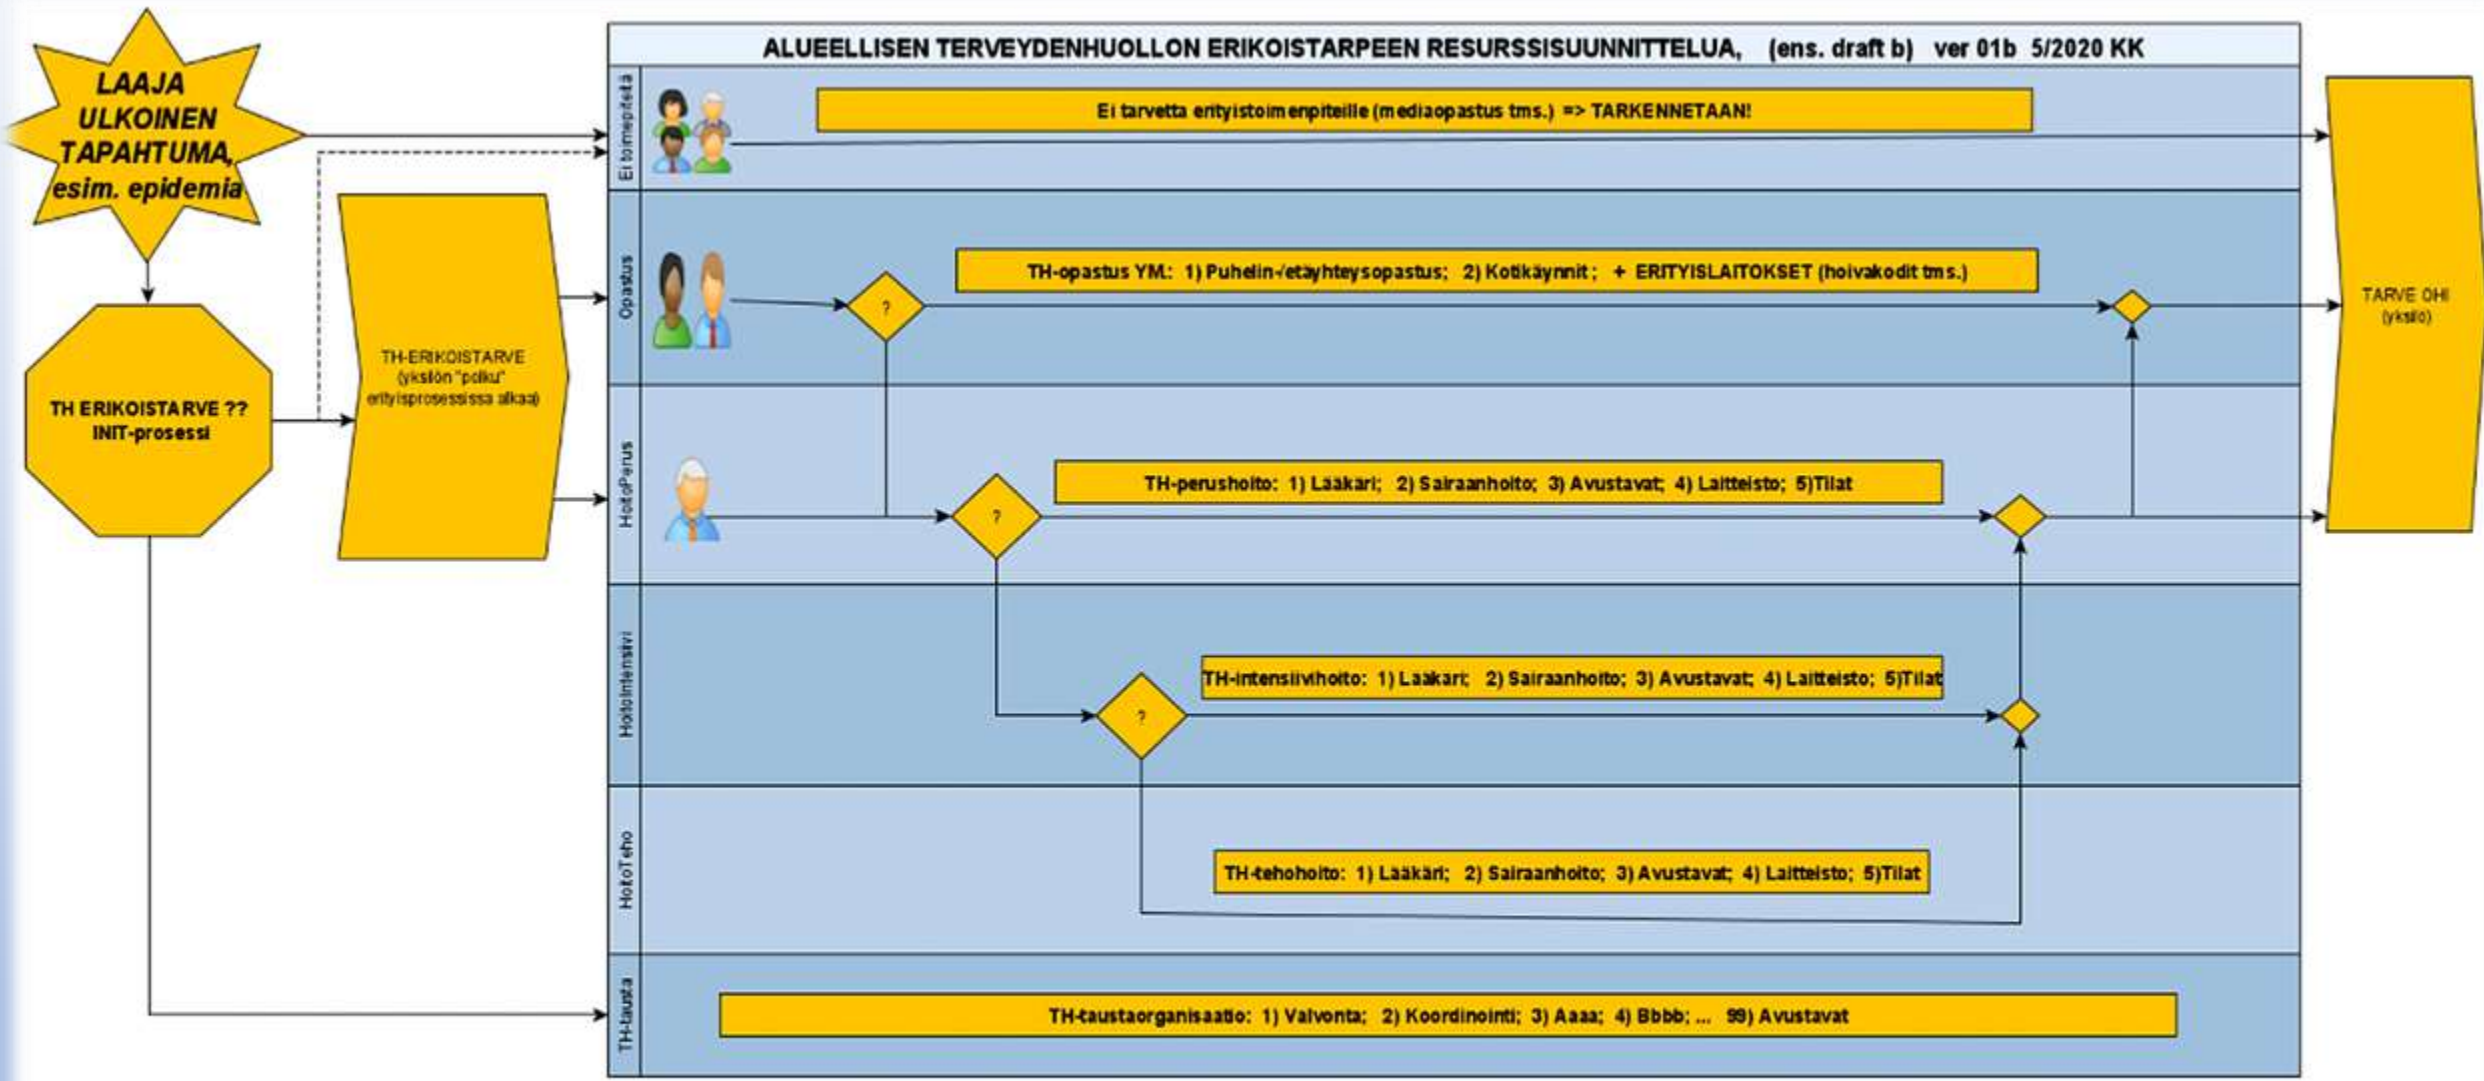 LAAJA
ULKOINEN
TAPAHTUMA,
esim. epidemia
TH ERIKOISTARVE ??
INIT-prosessi
TH-ERIKOISTARVE
(yksilön "polku"
erityisprosessissa alkaa)
ALUEELLISEN TERVEYDENHUOLLON ERIKOISTARPEEN RESURSSISUUNNITTELUA, (ens. draft b) ver 01b 5/2020 KK
Ei toimepiteitä
Ei tarvetta erityistoimenpiteille (mediaopastus tms.) => TARKENNETAAN!
Opastus
?
TH-opastus YM.: 1) Puhelin-/etäyhteysopastus; 2) Kotikäynnit; + ERITYISLAITOKSET (hoivakodit tms.)
HoitoPerus
?
TH-perushoito: 1) Lääkäri; 2) Sairaanhoito; 3) Avustavat; 4) Laitteisto; 5)Tilat
HoitoIntensiivi
?
TH-intensiivihoito: 1) Lääkäri; 2) Sairaanhoito; 3) Avustavat; 4) Laitteisto; 5)Tilat
HoitoTeho
TH-tehohoito: 1) Lääkäri; 2) Sairaanhoito; 3) Avustavat; 4) Laitteisto; 5)Tilat
TH-tausta
TH-taustaorganisaatio: 1) Valvonta; 2) Koordinointi; 3) Aaaa; 4) Bbbb; ... 99) Avustavat
TARVE OHI
(yksilö)